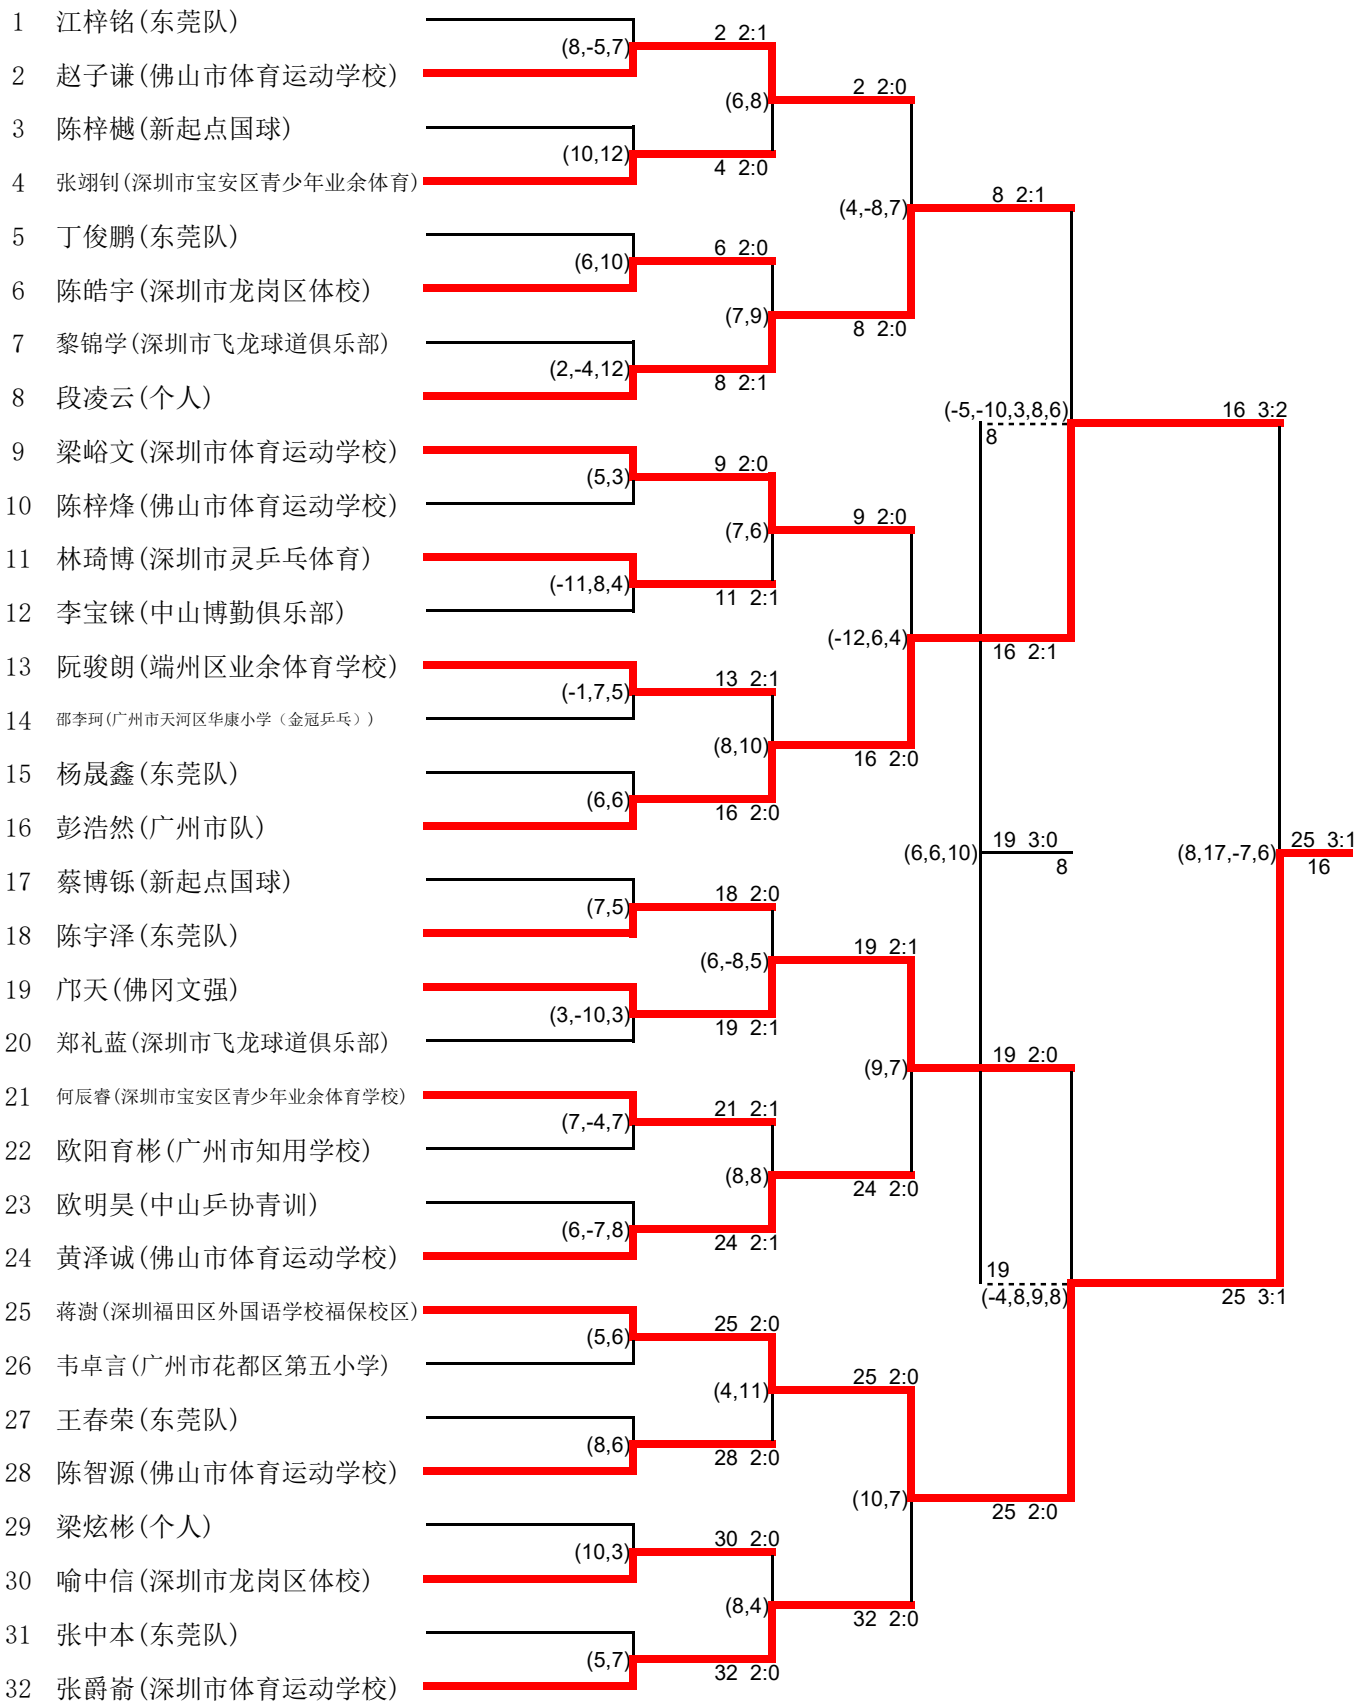 1 江梓铭(东莞队)
2 赵子谦(佛山市体育运动学校)
3 陈梓樾(新起点国球)
4 张翊钊(深圳市宝安区青少年业余体育)
5 丁俊鹏(东莞队)
6 陈皓宇(深圳市龙岗区体校)
7 黎锦学(深圳市飞龙球道俱乐部)
8 段凌云(个人)
9 梁峪文(深圳市体育运动学校)
10 陈梓烽(佛山市体育运动学校)
11 林琦博(深圳市灵乒乓体育)
12 李宝铼(中山博勤俱乐部)
13 阮骏朗(端州区业余体育学校)
14 邵李珂(广州市天河区华康小学（金冠乒乓）)
15 杨晟鑫(东莞队)
16 彭浩然(广州市队)
17 蔡博铄(新起点国球)
18 陈宇泽(东莞队)
19 邝天(佛冈文强)
20 郑礼蓝(深圳市飞龙球道俱乐部)
21 何辰睿(深圳市宝安区青少年业余体育学校)
22 欧阳育彬(广州市知用学校)
23 欧明昊(中山乒协青训)
24 黄泽诚(佛山市体育运动学校)
25 蒋澍(深圳福田区外国语学校福保校区)
26 韦卓言(广州市花都区第五小学)
27 王春荣(东莞队)
28 陈智源(佛山市体育运动学校)
29 梁炫彬(个人)
30 喻中信(深圳市龙岗区体校)
31 张中本(东莞队)
32 张爵嵛(深圳市体育运动学校)
(8,-5,7)
(10,12)
(6,10)
(2,-4,12)
(5,3)
(-11,8,4)
(-1,7,5)
(6,6)
(7,5)
(3,-10,3)
(7,-4,7)
(6,-7,8)
(5,6)
(8,6)
(10,3)
(5,7)
2 2:1
(6,8)
4 2:0
6 2:0
(7,9)
8 2:1
9 2:0
(7,6)
11 2:1
13 2:1
(8,10)
16 2:0
18 2:0
(6,-8,5)
19 2:1
21 2:1
(8,8)
24 2:1
25 2:0
(4,11)
28 2:0
30 2:0
(8,4)
32 2:0
2 2:0
(4,-8,7)
8 2:0
9 2:0
(-12,6,4)
16 2:0
19 2:1
(9,7)
24 2:0
25 2:0
(10,7)
32 2:0
8 2:1
(-5,-10,3,8,6)
8
16 2:1
(6,6,10)
19 3:0
8
19 2:0
19
(-4,8,9,8)
25 2:0
16 3:2
(8,17,-7,6)
25 3:1
25 3:1
16